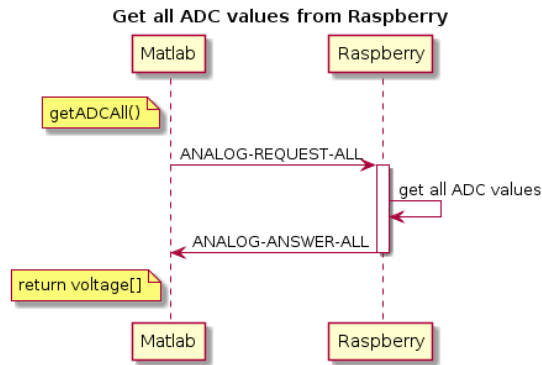 Get all ADC values from Raspberry
Matlab
Raspberry
getADCAll()
ANALOG-REQUEST-ALL
get all ADC values
ANALOG-ANSWER-ALL
return voltage[]
Matlab
Raspberry